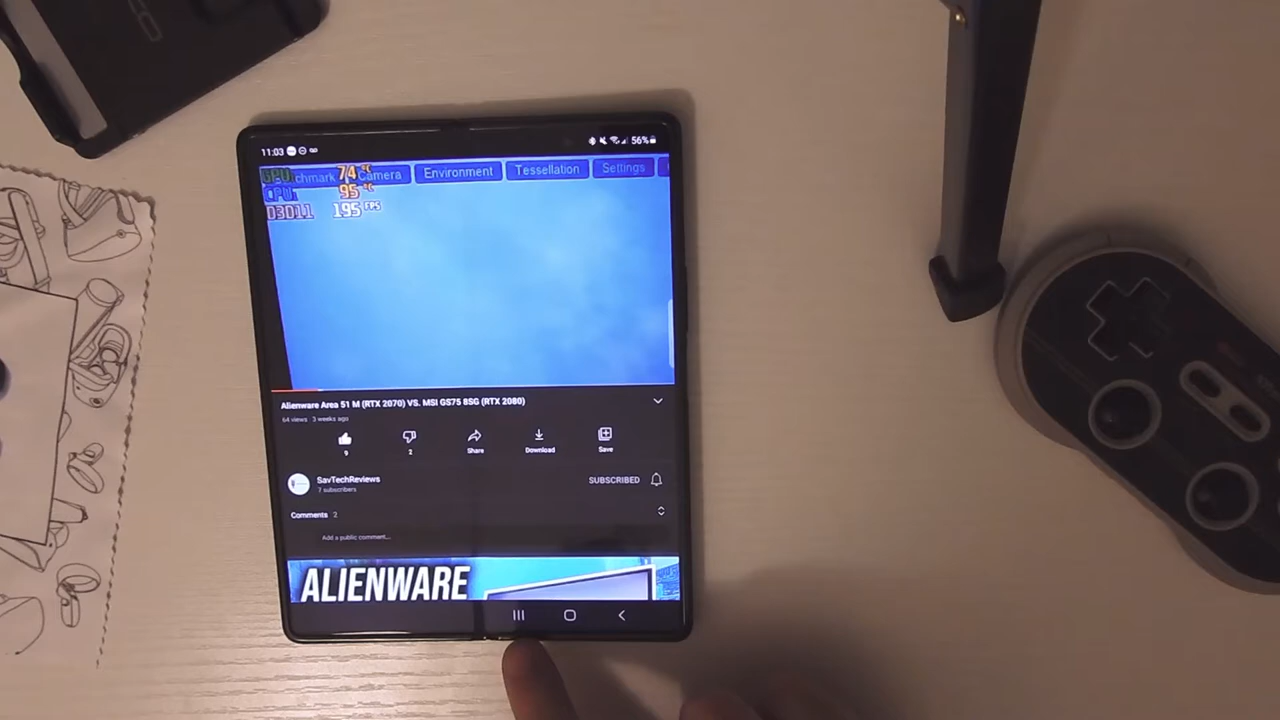 11:03 56%
GPU 74 °C
chmark Camera Environment Tessellation Settings
CPU 95 °C
D3D11 195 FPS
Alienware Area 51 M (RTX 2070) VS. MSI GS75 8SG (RTX 2080)
64 views 3 weeks ago
9 2 Share Download Save
SavTechReviews SUBSCRIBED
7 subscribers
Comments 2
Add a public comment...
ALIENWARE